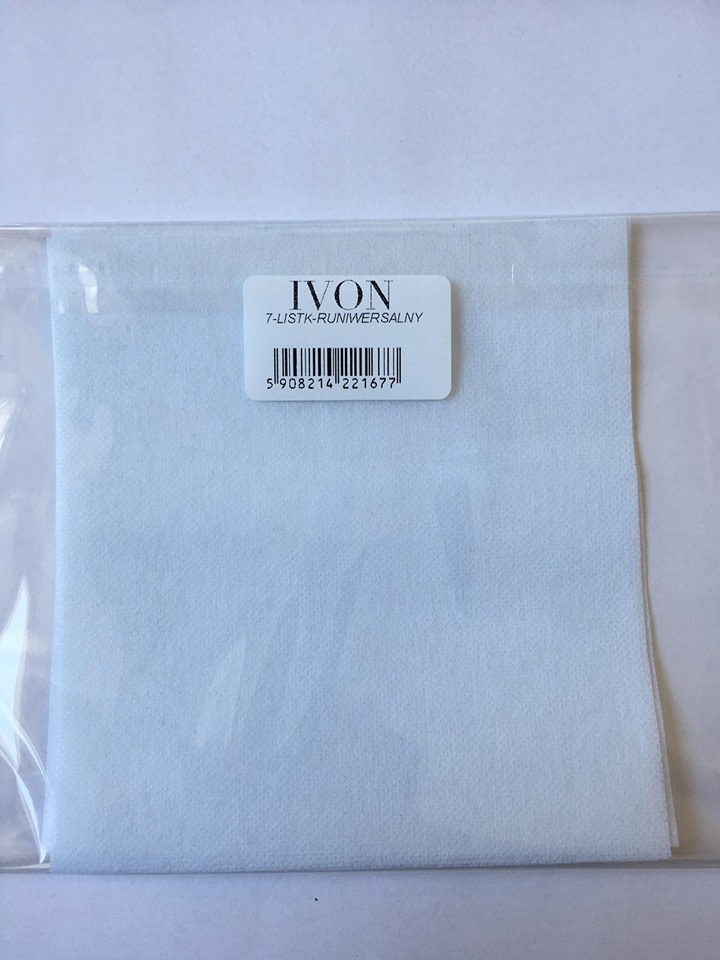 IVON
7-LISTK-RUNIWERSALNY
5 908214 221677